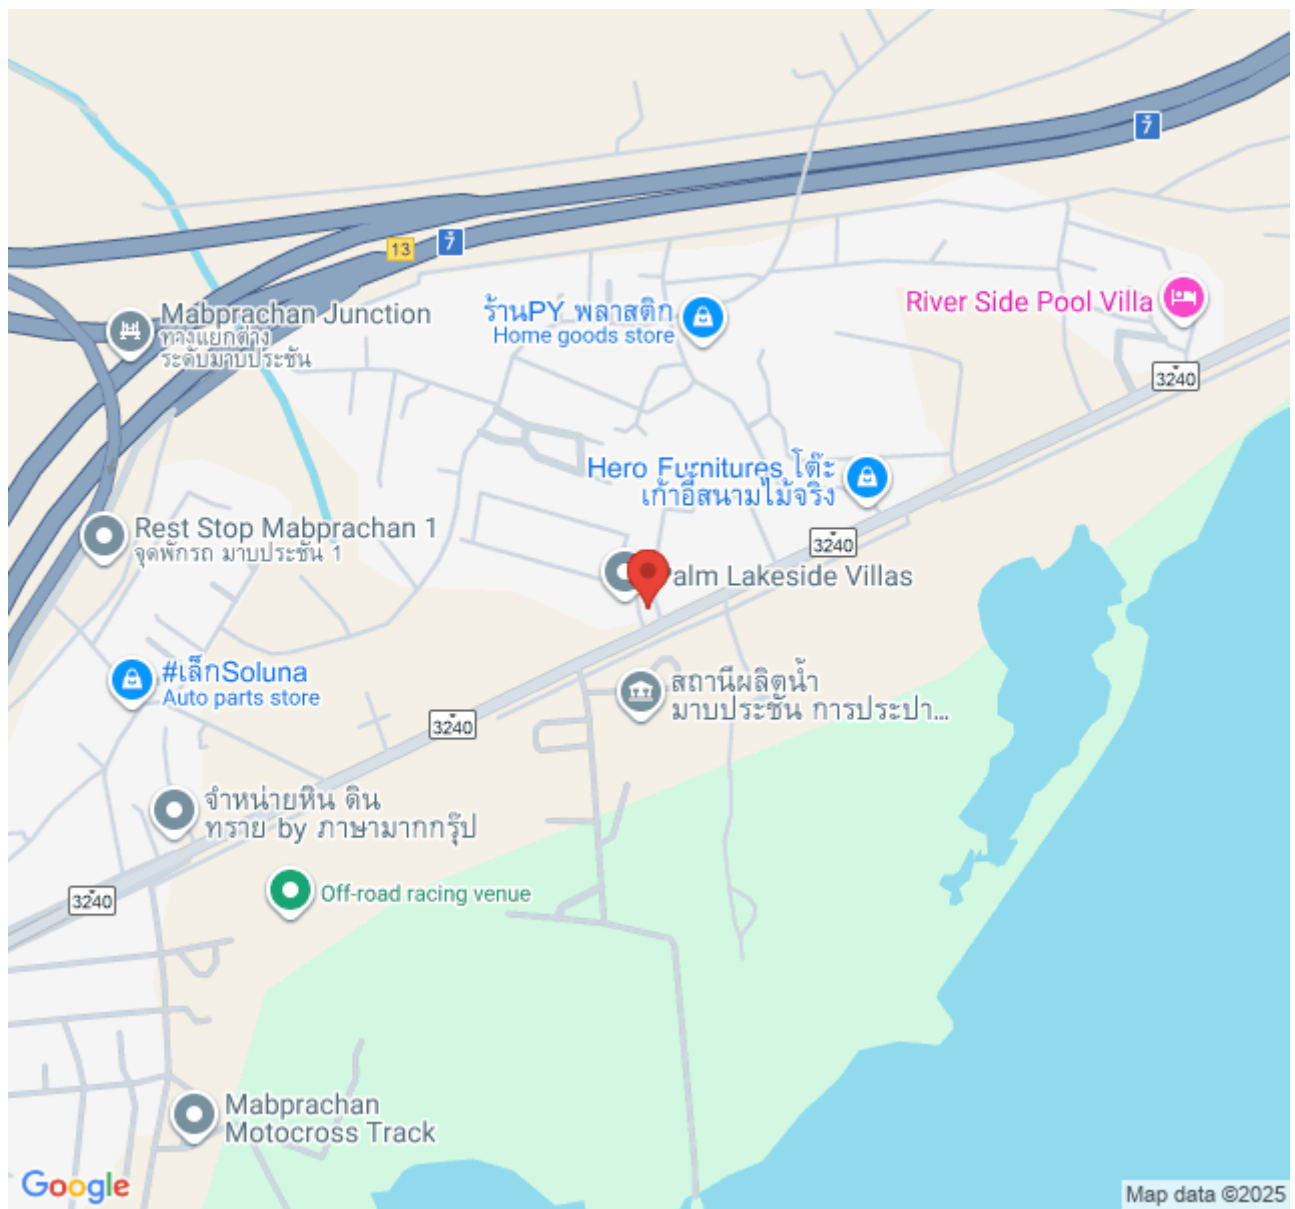 7
13
7
Mabprachan Junction
ทางแยกต่าง
ระดับมาบประชัน
ร้านPY พลาสติก
Home goods store
River Side Pool Villa
3240
Hero Furnitures โต๊ะ
เก้าอี้สนามไม้จริง
Rest Stop Mabprachan 1
จุดพักรถ มาบประชัน 1
3240
Palm Lakeside Villas
#เล็กSoluna
Auto parts store
สถานีผลิตน้ำ
มาบประชัน การประปา...
3240
จำหน่ายหิน ดิน
ทราย by ภาษามากกรุ๊ป
3240
Off-road racing venue
Mabprachan
Motocross Track
Google
Map data ©2025